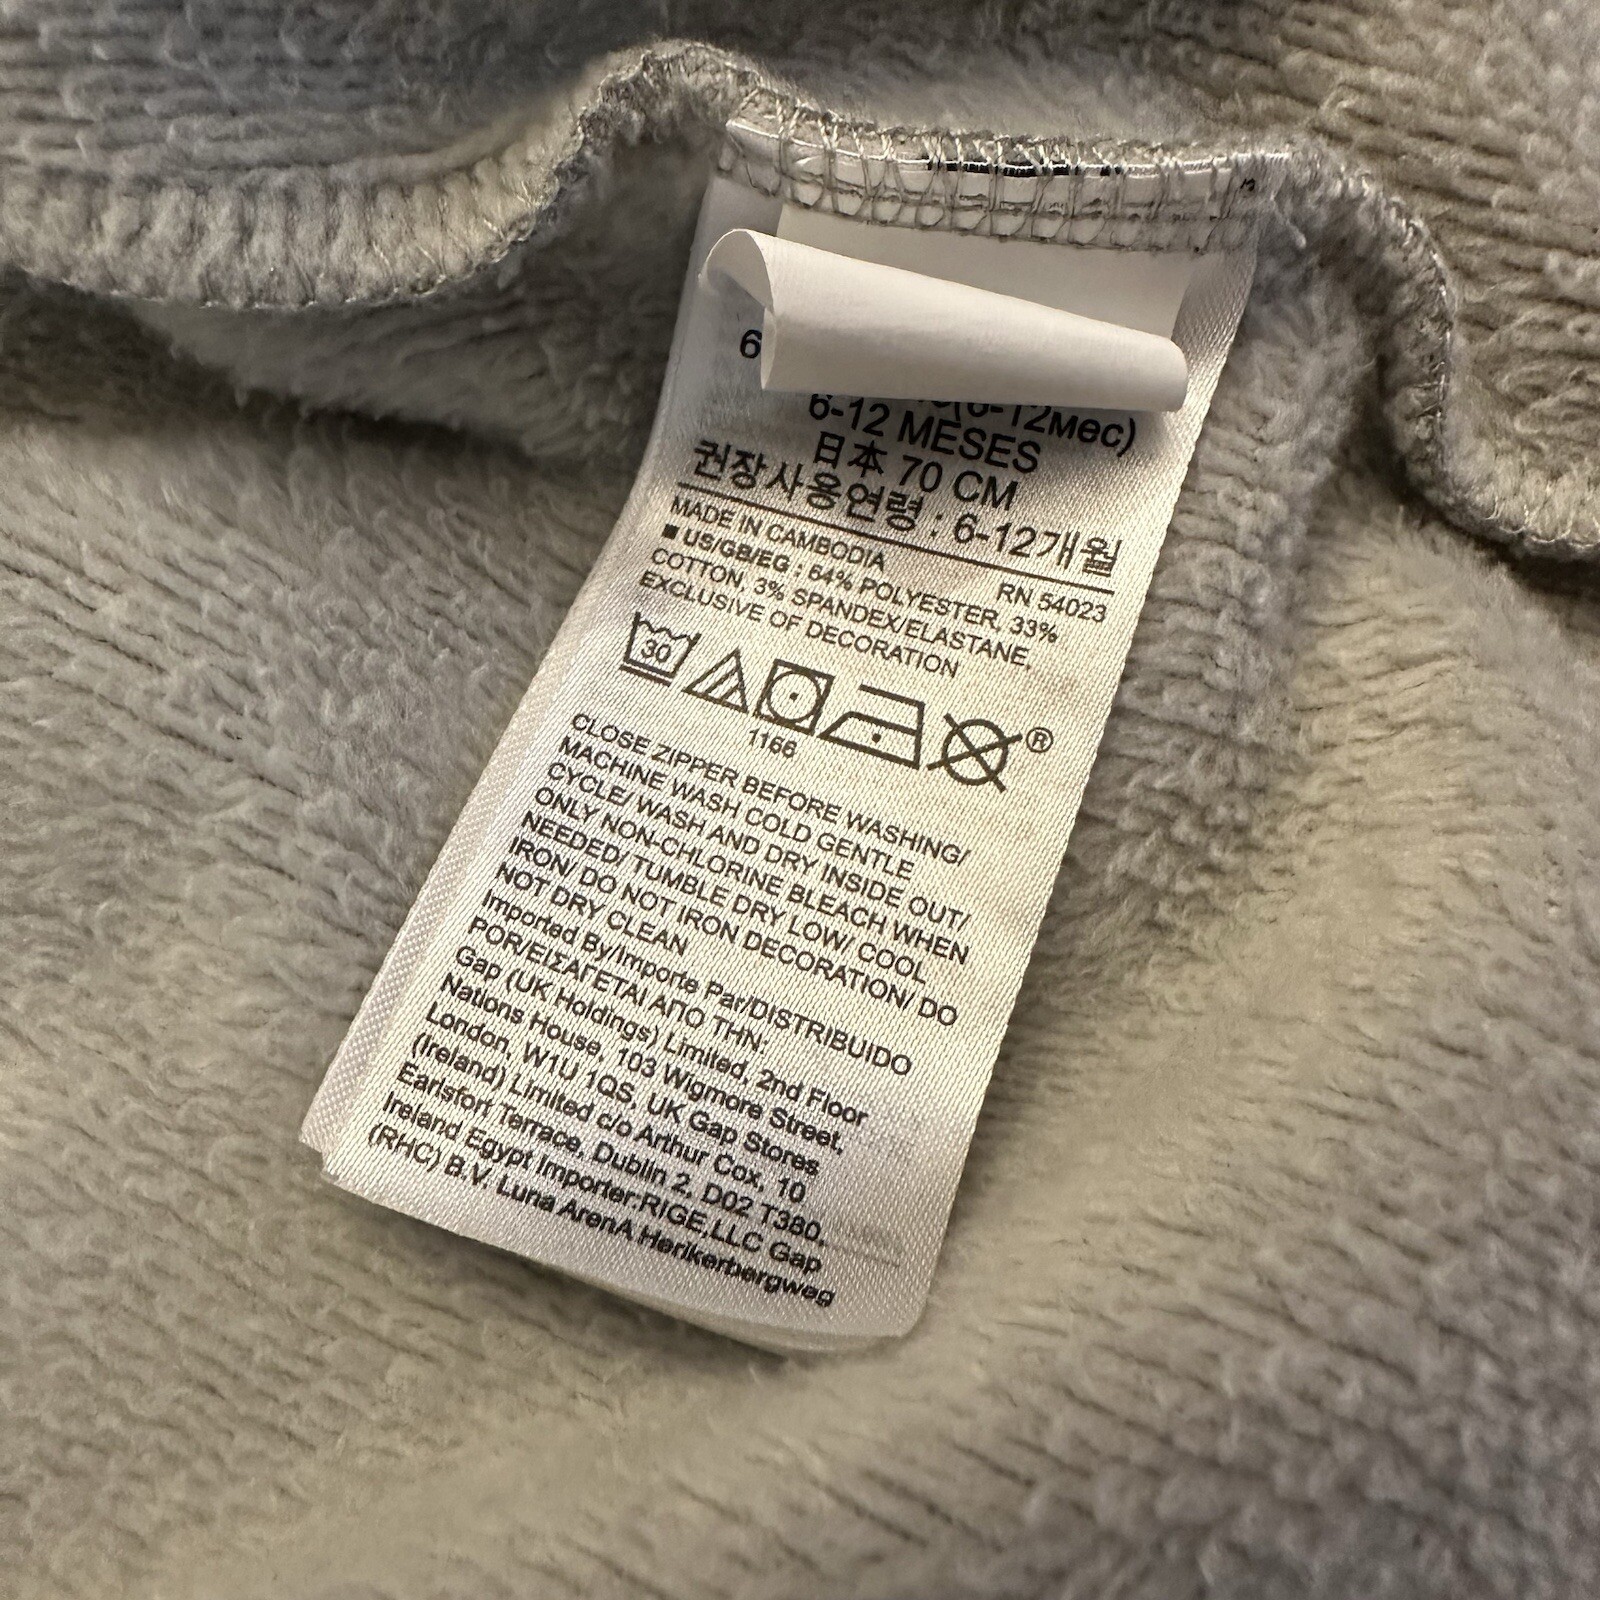 6
(6-12мес)
6-12 MESES
日本 70 CM
권장사용연령 : 6-12개월
MADE IN CAMBODIA
RN 54023
■ US/GB/EG : 64% POLYESTER, 33%
COTTON, 3% SPANDEX/ELASTANE,
EXCLUSIVE OF DECORATION
30
®
1166
CLOSE ZIPPER BEFORE WASHING/
MACHINE WASH COLD GENTLE
CYCLE/ WASH AND DRY INSIDE OUT/
ONLY NON-CHLORINE BLEACH WHEN
NEEDED/ TUMBLE DRY LOW/ COOL
IRON/ DO NOT IRON DECORATION/ DO
NOT DRY CLEAN
Imported By/Importe Par/DISTRIBUIDO
POR/ΕΙΣΑΓΕΤΑΙ ΑΠΟ ΤΗΝ:
Gap (UK Holdings) Limited, 2nd Floor
Nations House, 103 Wigmore Street,
London, W1U 1QS, UK Gap Stores
(Ireland) Limited c/o Arthur Cox, 10
Earlsfort Terrace, Dublin 2, D02 T380.
Ireland Egypt Importer:RIGE,LLC Gap
(RHC) B.V. Luna ArenA Herikerbergweg